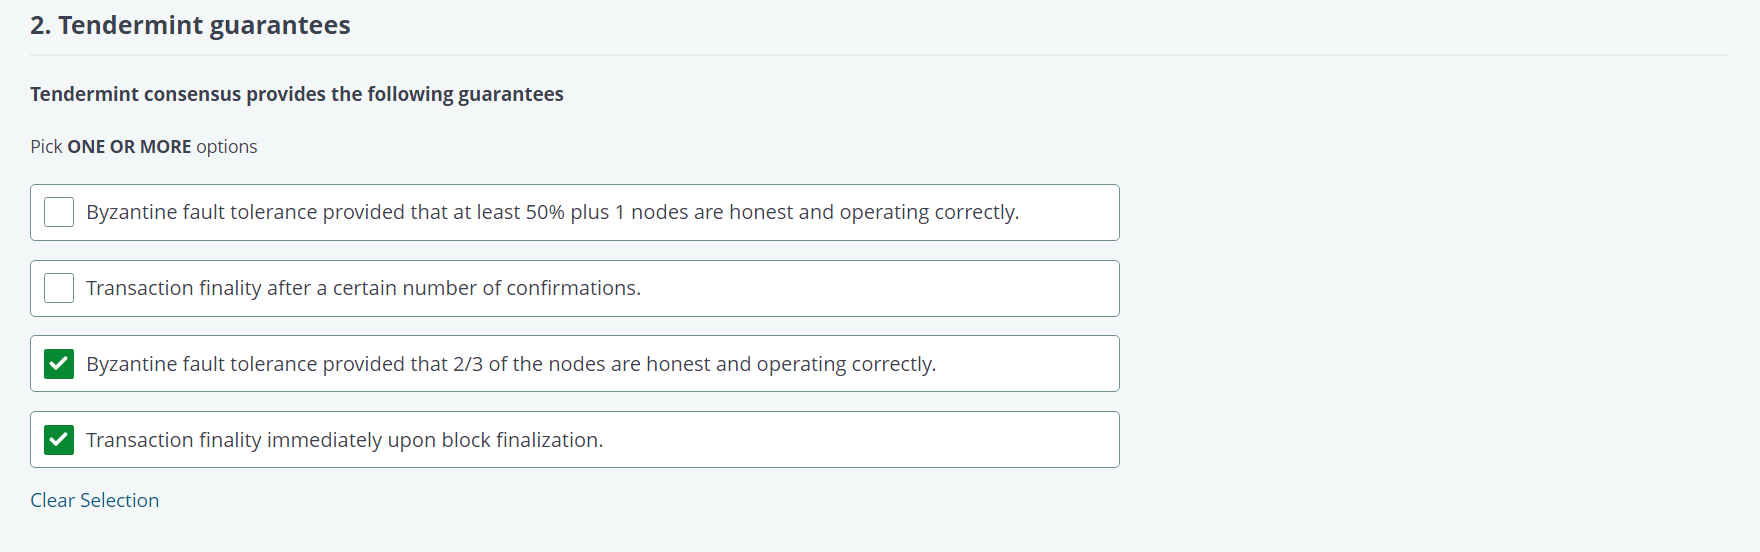 2. Tendermint guarantees
Tendermint consensus provides the following guarantees
Pick ONE OR MORE options
Byzantine fault tolerance provided that at least 50% plus 1 nodes are honest and operating correctly.
Transaction finality after a certain number of confirmations.
Byzantine fault tolerance provided that 2/3 of the nodes are honest and operating correctly.
Transaction finality immediately upon block finalization.
Clear Selection